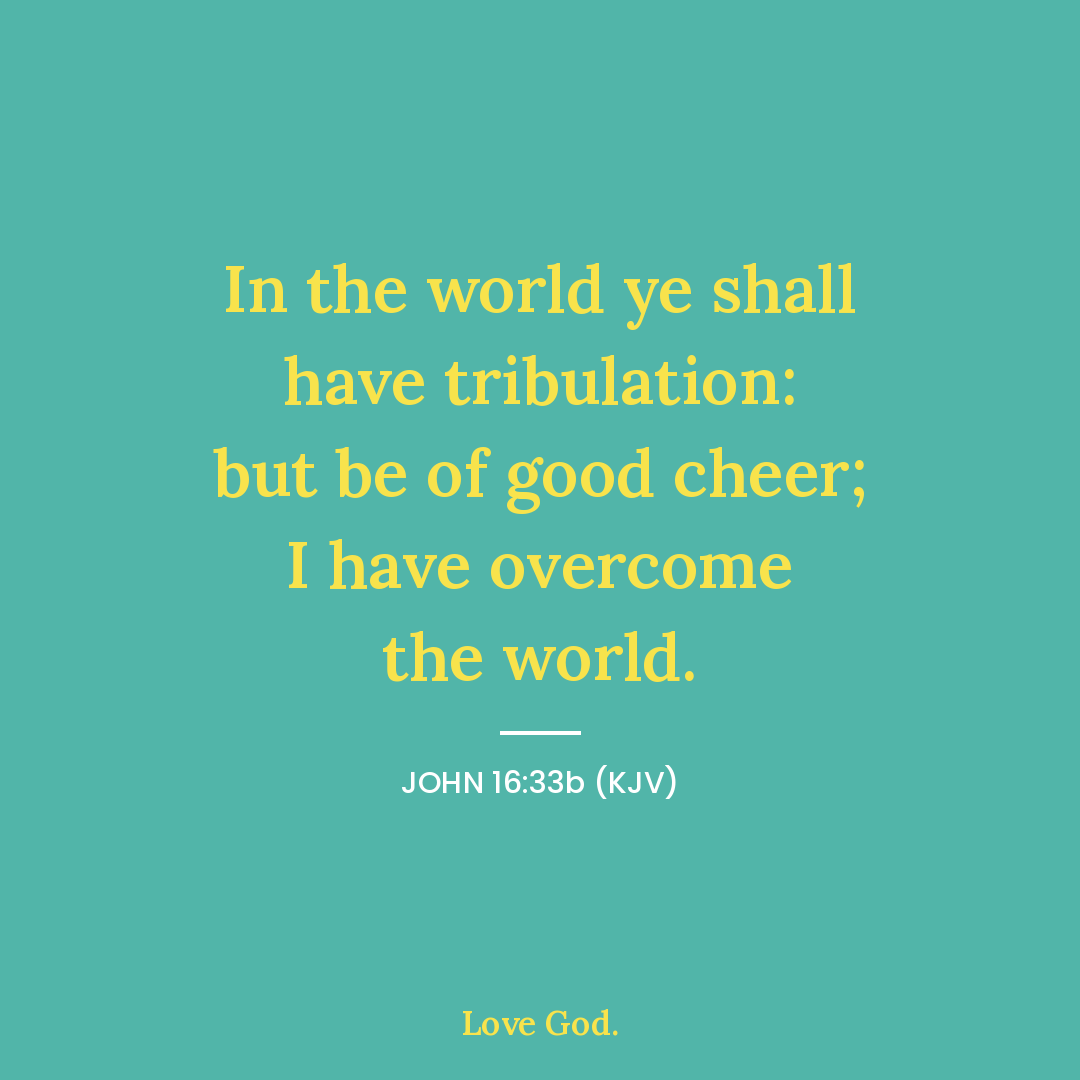 In the world ye shall
have tribulation:
but be of good cheer;
I have overcome
the world.
JOHN 16:33b (KJV)
Love God.